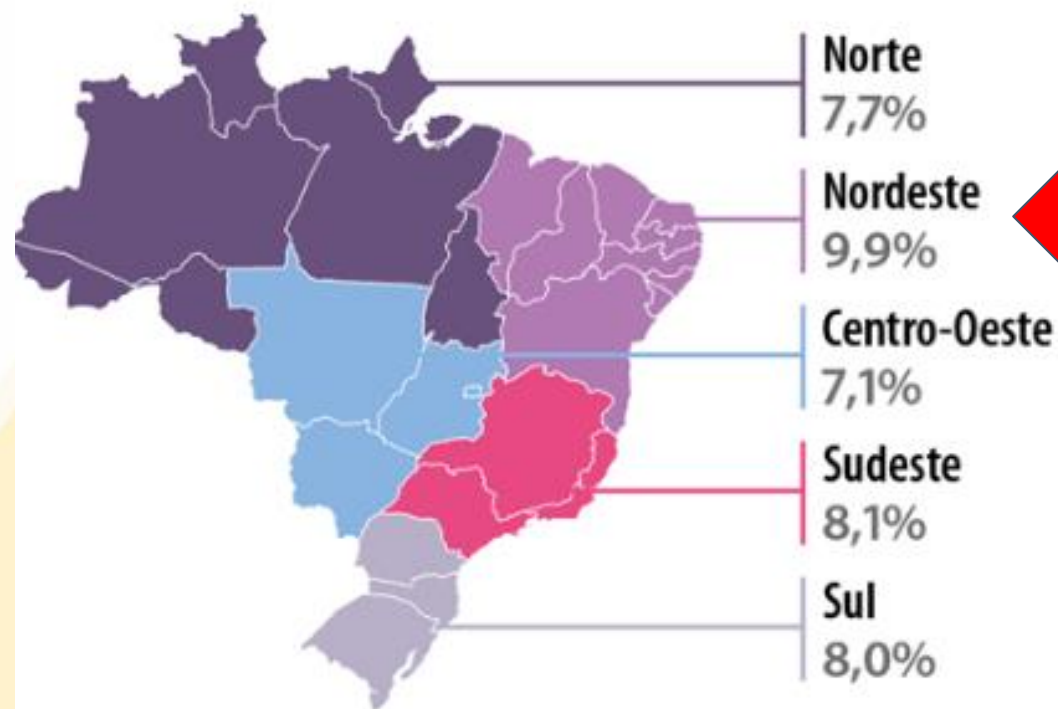 Norte
7,7%
Nordeste
9,9%
Centro-Oeste
7,1%
Sudeste
8,1%
Sul
8,0%